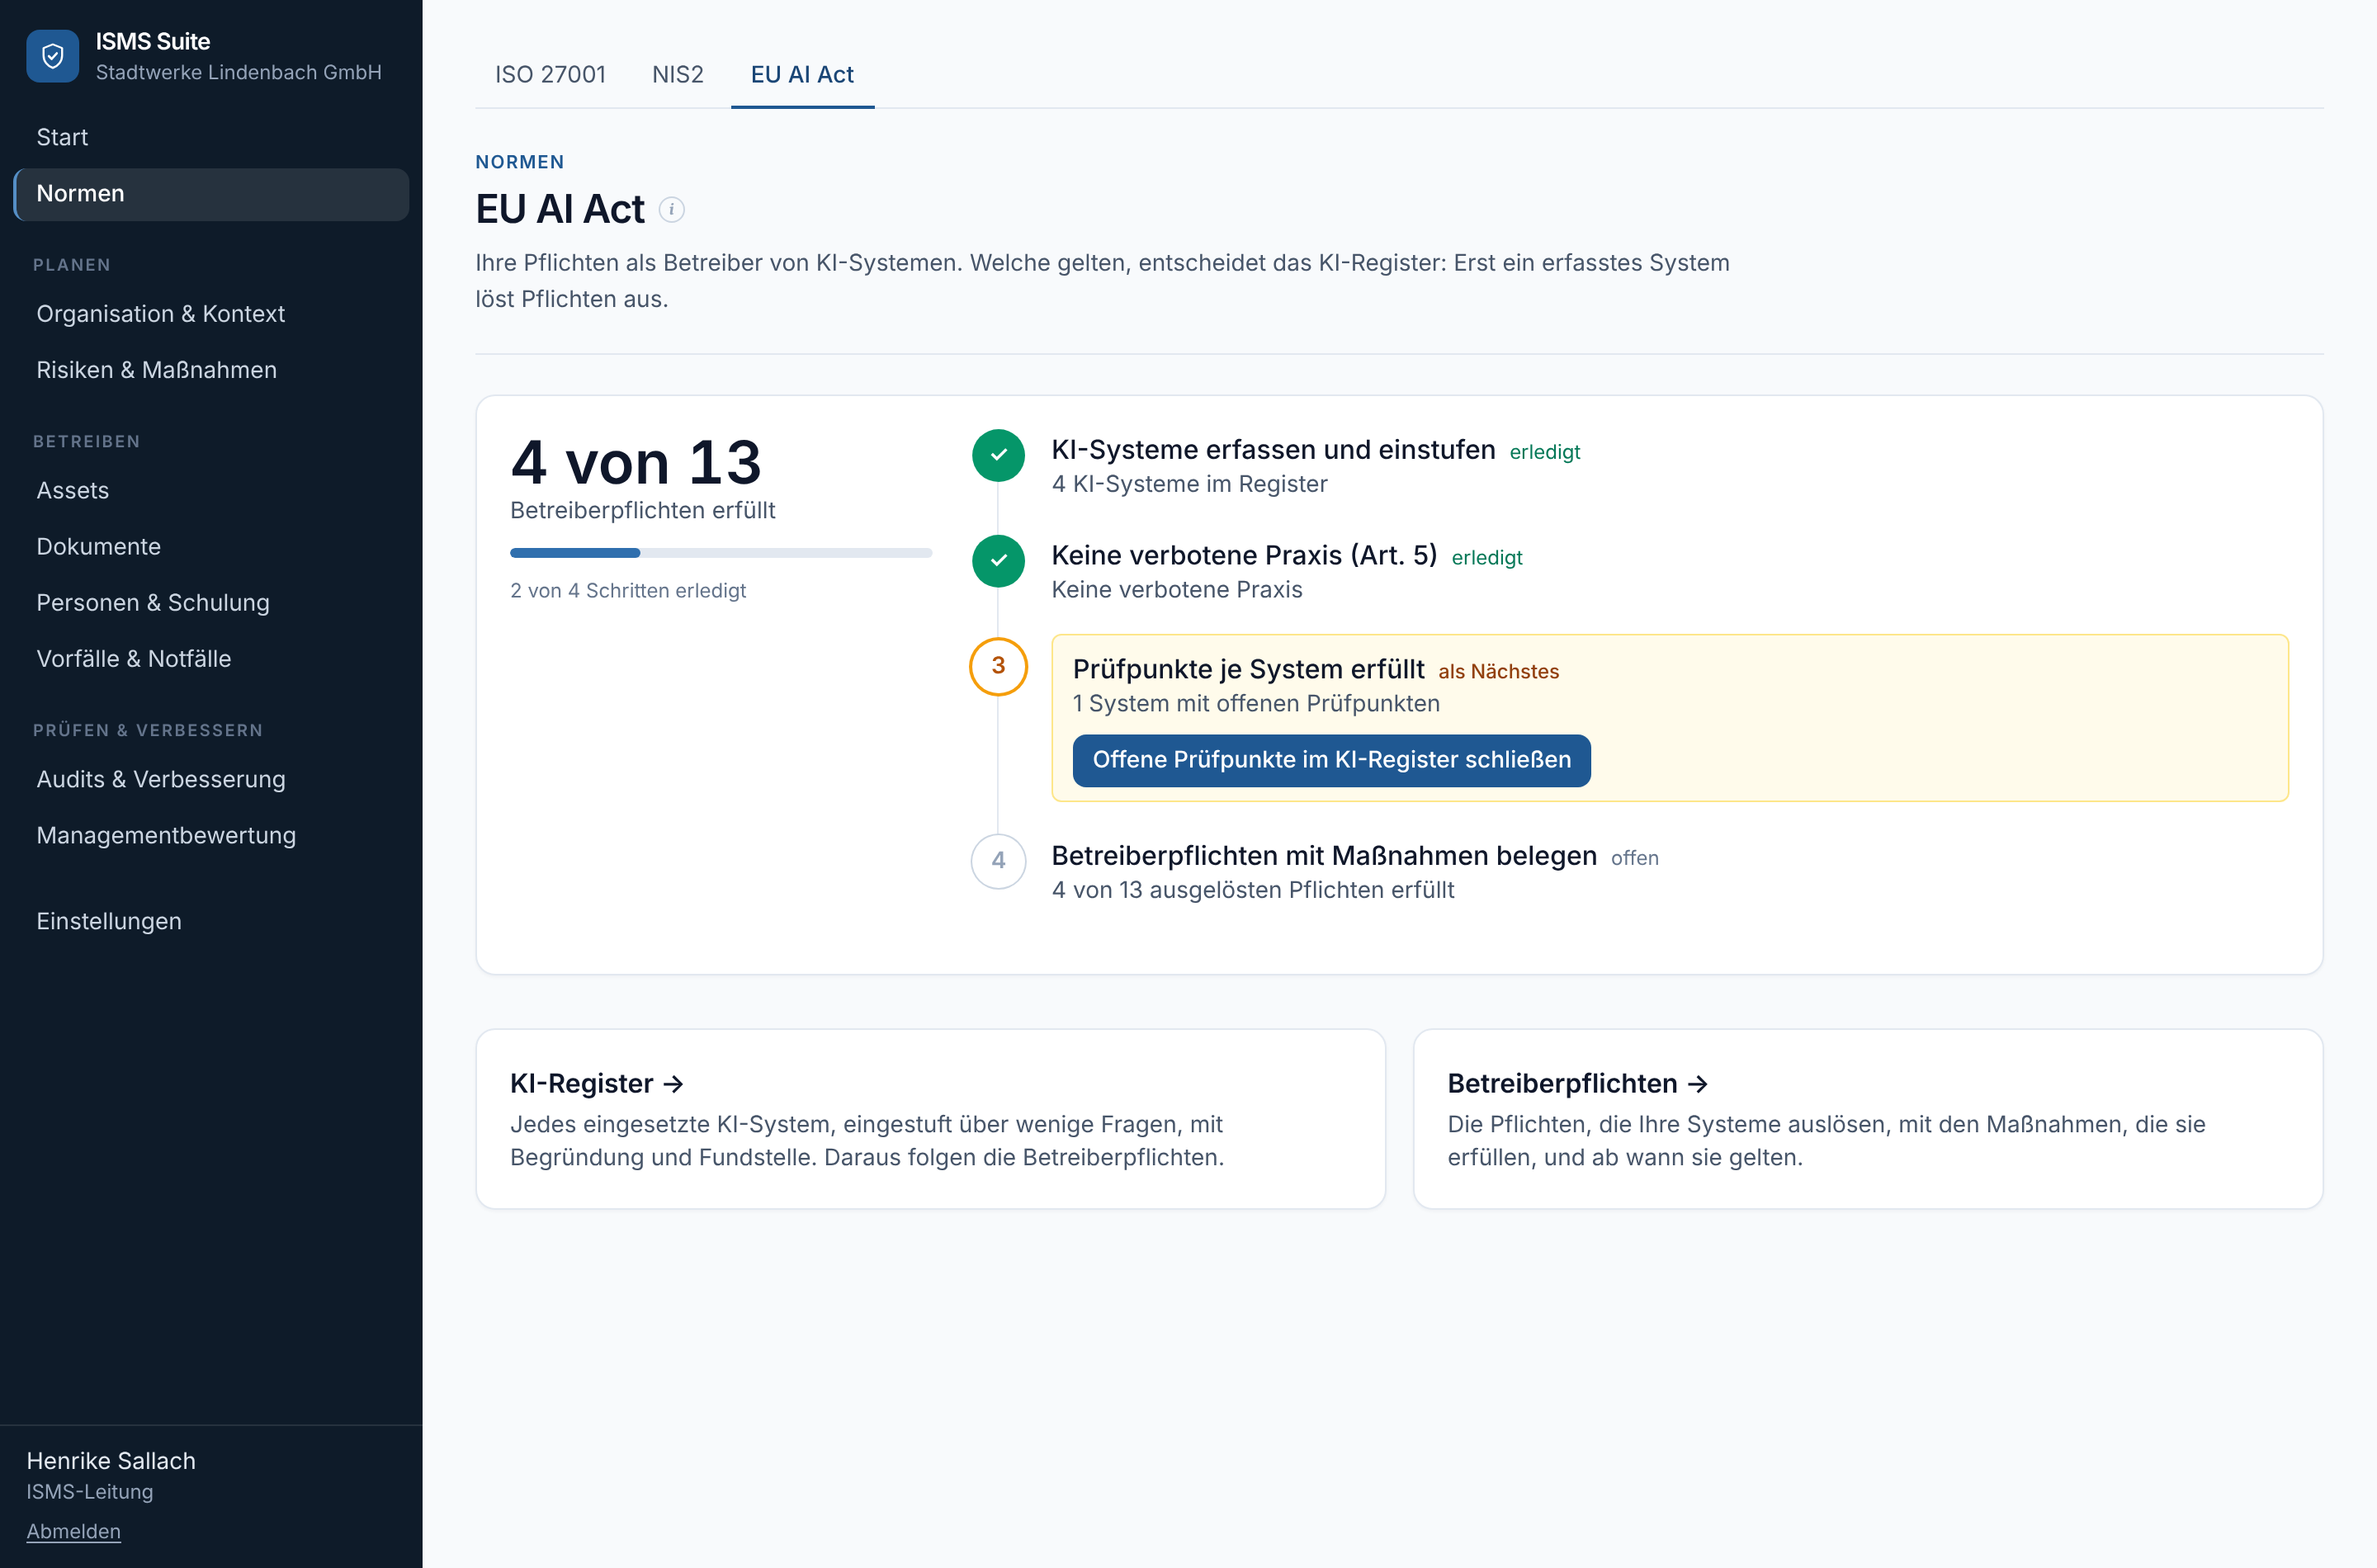 ISMS Suite
Stadtwerke Lindenbach GmbH
Start
Normen
PLANEN
Organisation & Kontext
Risiken & Maßnahmen
BETREIBEN
Assets
Dokumente
Personen & Schulung
Vorfälle & Notfälle
PRÜFEN & VERBESSERN
Audits & Verbesserung
Managementbewertung
Einstellungen
Henrike Sallach
ISMS-Leitung
Abmelden
ISO 27001 NIS2 EU AI Act
NORMEN
EU AI Act i
Ihre Pflichten als Betreiber von KI-Systemen. Welche gelten, entscheidet das KI-Register: Erst ein erfasstes System
löst Pflichten aus.
4 von 13
Betreiberpflichten erfüllt
2 von 4 Schritten erledigt
KI-Systeme erfassen und einstufen erledigt
4 KI-Systeme im Register
Keine verbotene Praxis (Art. 5) erledigt
Keine verbotene Praxis
3 Prüfpunkte je System erfüllt als Nächstes
1 System mit offenen Prüfpunkten
Offene Prüfpunkte im KI-Register schließen
4 Betreiberpflichten mit Maßnahmen belegen offen
4 von 13 ausgelösten Pflichten erfüllt
KI-Register →
Jedes eingesetzte KI-System, eingestuft über wenige Fragen, mit
Begründung und Fundstelle. Daraus folgen die Betreiberpflichten.
Betreiberpflichten →
Die Pflichten, die Ihre Systeme auslösen, mit den Maßnahmen, die sie
erfüllen, und ab wann sie gelten.